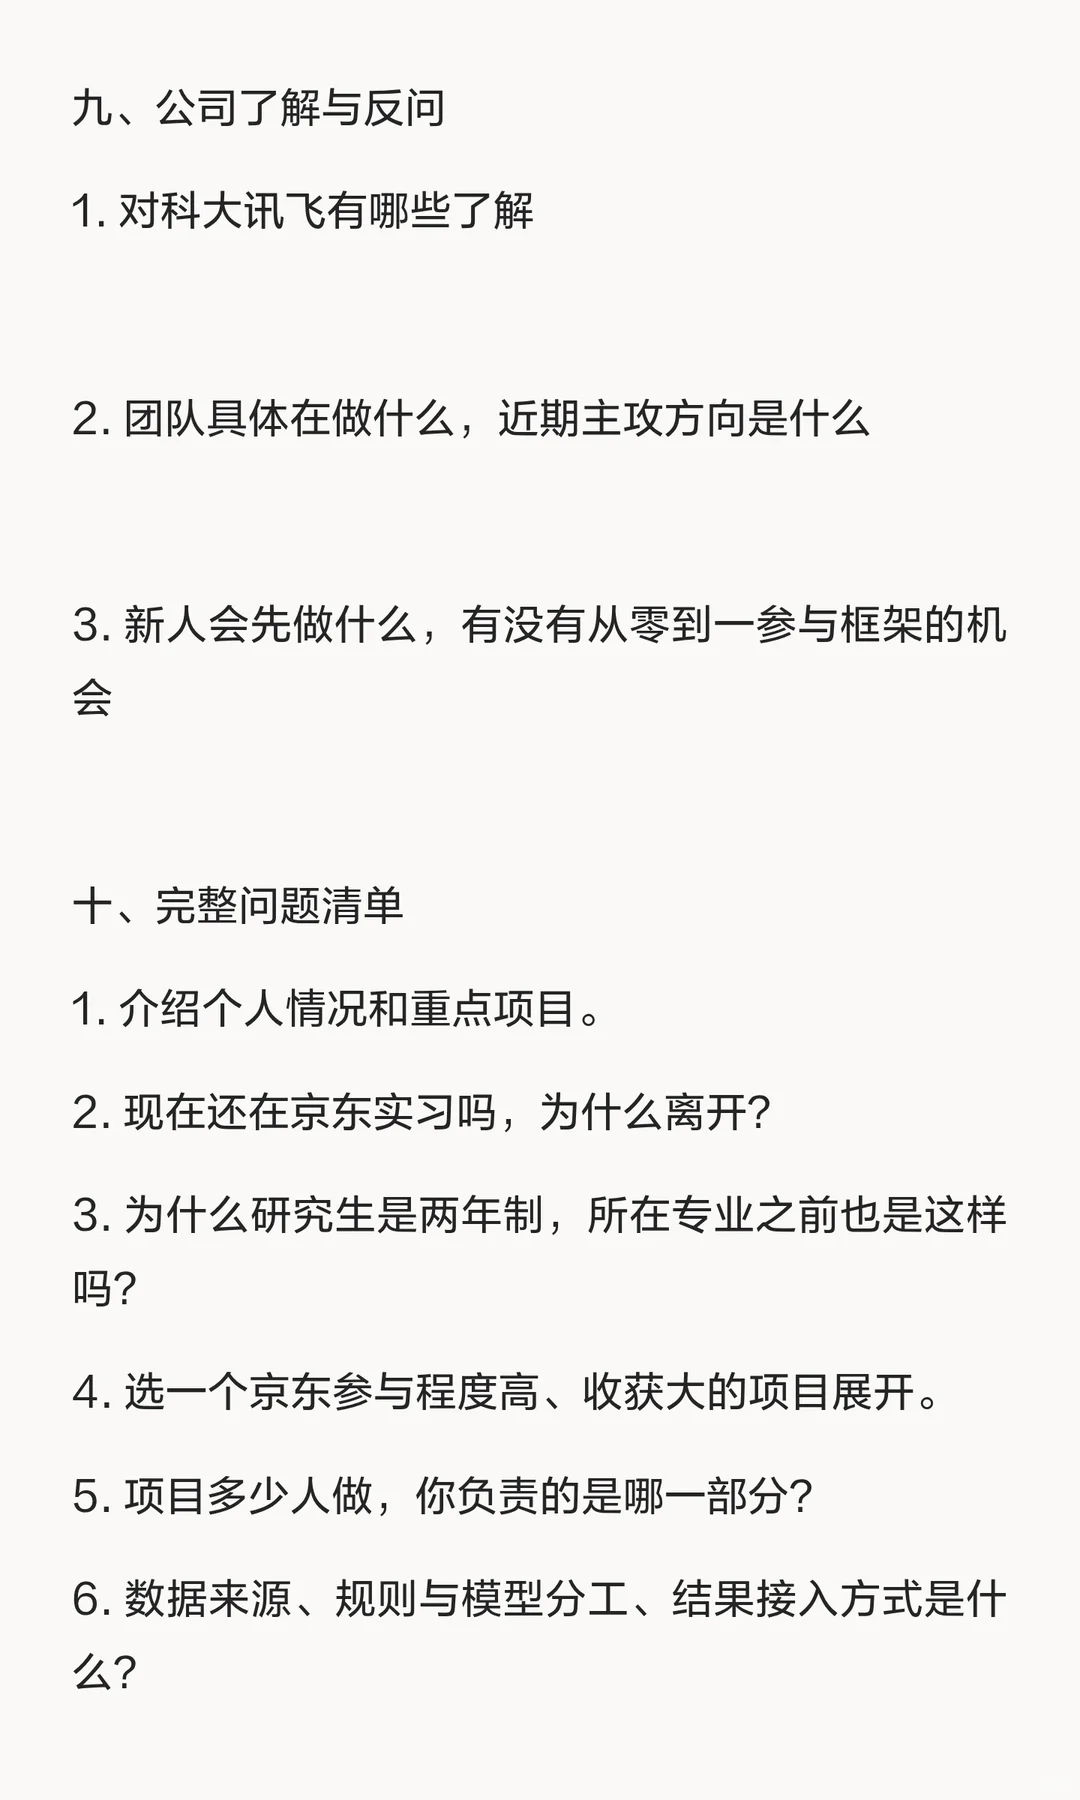 九、公司了解与反问
1. 对科大讯飞有哪些了解
2. 团队具体在做什么，近期主攻方向是什么
3. 新人会先做什么，有没有从零到一参与框架的机
会
十、完整问题清单
1. 介绍个人情况和重点项目。
2. 现在还在京东实习吗，为什么离开？
3. 为什么研究生是两年制，所在专业之前也是这样
吗？
4. 选一个京东参与程度高、收获大的项目展开。
5. 项目多少人做，你负责的是哪一部分？
6. 数据来源、规则与模型分工、结果接入方式是什
么？